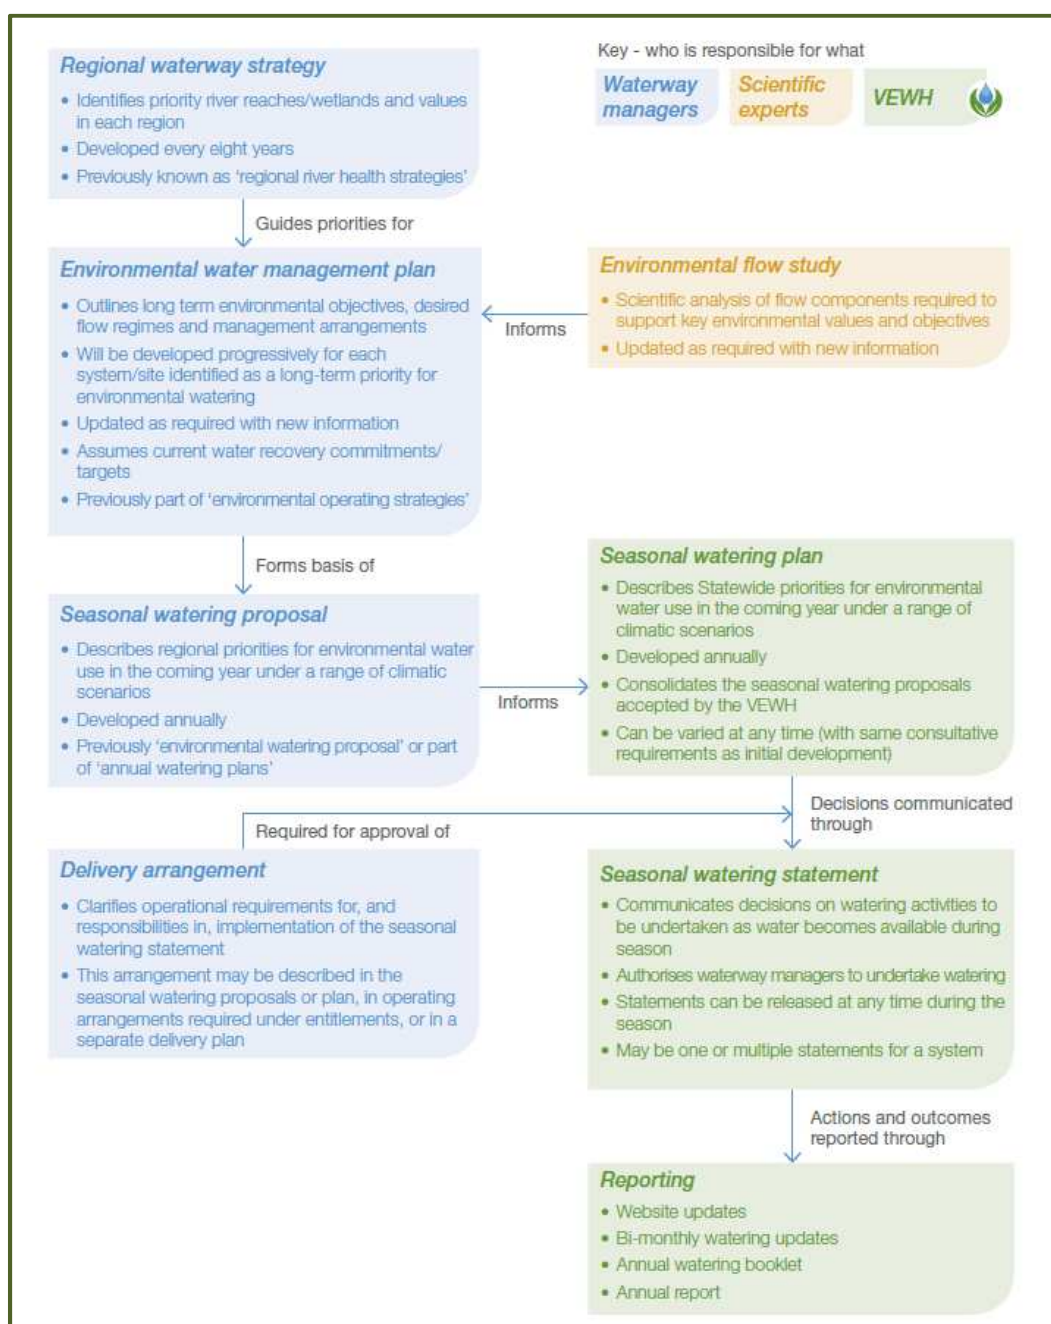 Key - who is responsible for what
Waterway
managers
Scientific
experts
VEWH
Regional waterway strategy
• Identifies priority river reaches/wetlands and values
in each region
• Developed every eight years
• Previously known as ‘regional river health strategies’
Guides priorities for
Environmental water management plan
• Outlines long term environmental objectives, desired
flow regimes and management arrangements
• Will be developed progressively for each
system/site identified as a long-term priority for
environmental watering
• Updated as required with new information
• Assumes current water recovery commitments/
targets
• Previously part of ‘environmental operating strategies’
Informs
Environmental flow study
• Scientific analysis of flow components required to
support key environmental values and objectives
• Updated as required with new information
Forms basis of
Seasonal watering proposal
• Describes regional priorities for environmental water
use in the coming year under a range of climatic
scenarios
• Developed annually
• Previously ‘environmental watering proposal’ or part
of ‘annual watering plans’
Informs
Seasonal watering plan
• Describes Statewide priorities for environmental
water use in the coming year under a range of
climatic scenarios
• Developed annually
• Consolidates the seasonal watering proposals
accepted by the VEWH
• Can be varied at any time (with same consultative
requirements as initial development)
Decisions communicated
through
Required for approval of
Delivery arrangement
• Clarifies operational requirements for, and
responsibilities in, implementation of the seasonal
watering statement
• This arrangement may be described in the
seasonal watering proposals or plan, in operating
arrangements required under entitlements, or in a
separate delivery plan
Seasonal watering statement
• Communicates decisions on watering activities to
be undertaken as water becomes available during
season
• Authorises waterway managers to undertake watering
• Statements can be released at any time during the
season
• May be one or multiple statements for a system
Actions and outcomes
reported through
Reporting
• Website updates
• Bi-monthly watering updates
• Annual watering booklet
• Annual report